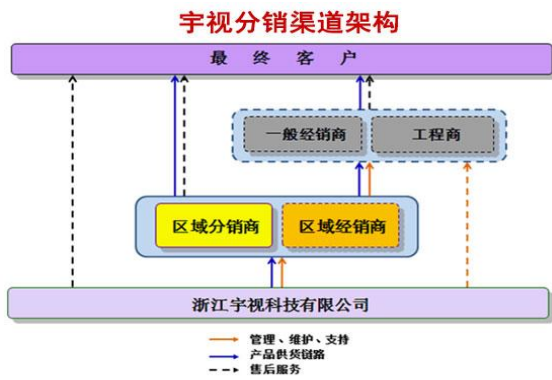 宇视分销渠道架构
最 终 客 户
一般经销商 工程商
区域分销商 区域经销商
浙江宇视科技有限公司
管理、维护、支持
产品供货链路
售后服务